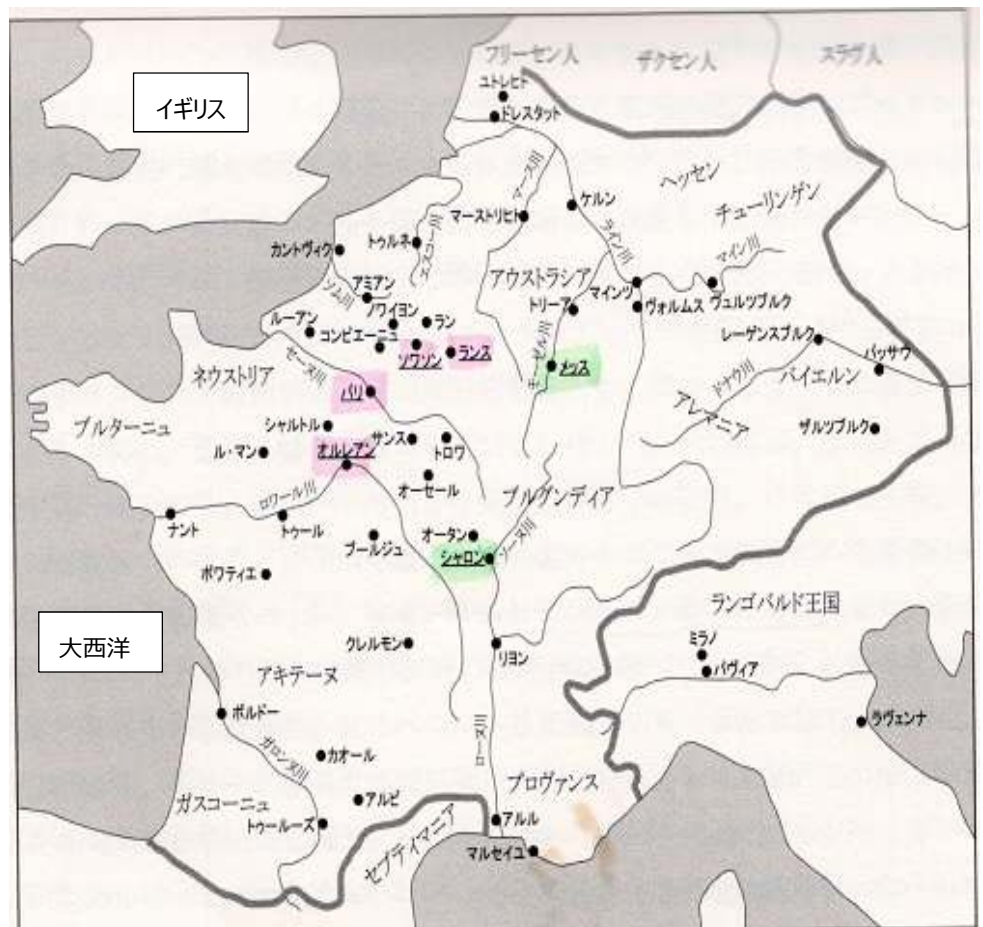 フリーセン人
ザクセン人
スラヴ人
イギリス
ユトレヒト
ドレスタット
ヘッセン
チューリンゲン
マース川
ケルン
マーストリヒト
ライン川
マイン川
カントヴィク
トゥルネ
エスコー川
アウストラシア
アミアン
ソム川
ノワイヨン
ラン
トリーア
マインツ
ヴォルムス
ヴュルツブルク
ルーアン
コンピエーニュ
ソワソン
ランス
モーゼル川
メッス
レーゲンスブルク
パッサウ
セーヌ川
ネウストリア
パリ
ドナウ川
バイエルン
アレマニア
ブルターニュ
シャルトル
サンス
トロワ
ザルツブルク
ル・マン
オルレアン
オーセール
ブルグンディア
ロワール川
ナント
トゥール
ブールジュ
オータン
ソーヌ川
シャロン
ポワティエ
ランゴバルド王国
大西洋
クレルモン
リヨン
ミラノ
パヴィア
アキテーヌ
ボルドー
ラヴェンナ
ガロンヌ川
カオール
ローヌ川
プロヴァンス
ガスコーニュ
アルビ
トゥールーズ
セプティマニア
アルル
マルセイユ